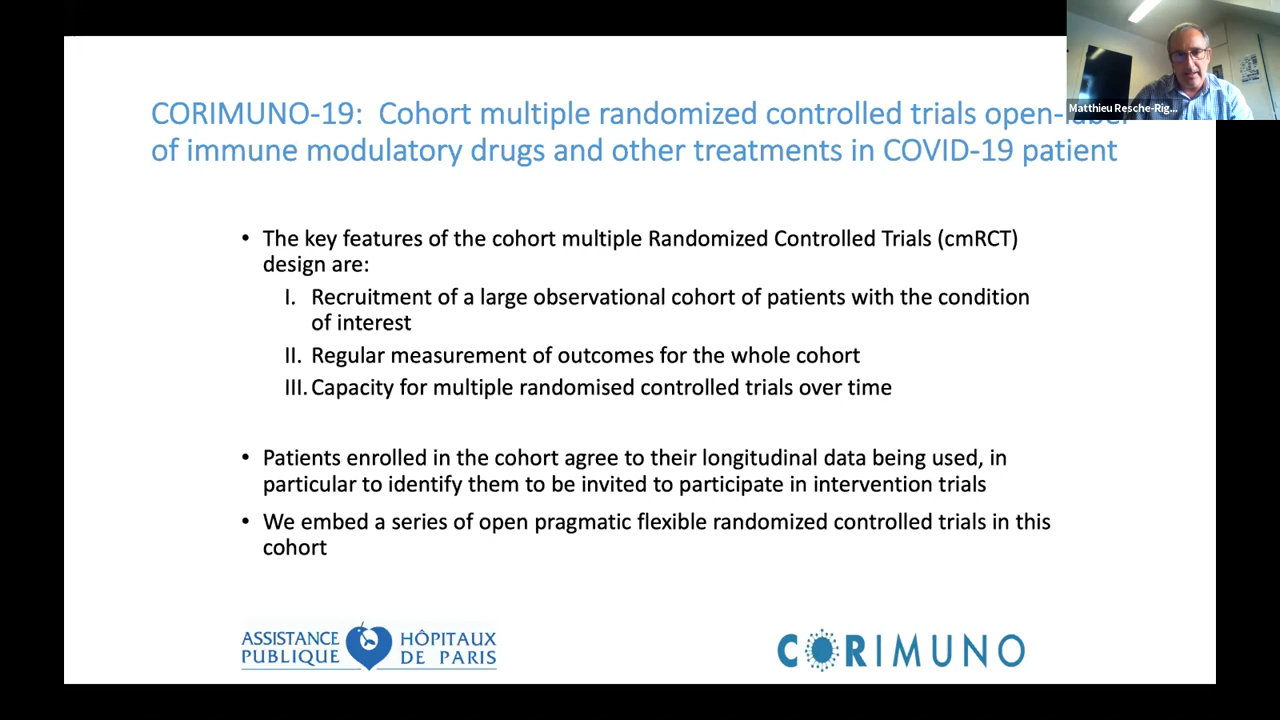 CORIMUNO-19: Cohort multiple randomized controlled trials open-label
of immune modulatory drugs and other treatments in COVID-19 patient
Matthieu Resche-Rig...
• The key features of the cohort multiple Randomized Controlled Trials (cmRCT)
design are:
I. Recruitment of a large observational cohort of patients with the condition
of interest
II. Regular measurement of outcomes for the whole cohort
III. Capacity for multiple randomised controlled trials over time
• Patients enrolled in the cohort agree to their longitudinal data being used, in
particular to identify them to be invited to participate in intervention trials
• We embed a series of open pragmatic flexible randomized controlled trials in this
cohort
ASSISTANCE HÔPITAUX
PUBLIQUE DE PARIS
CORIMUNO